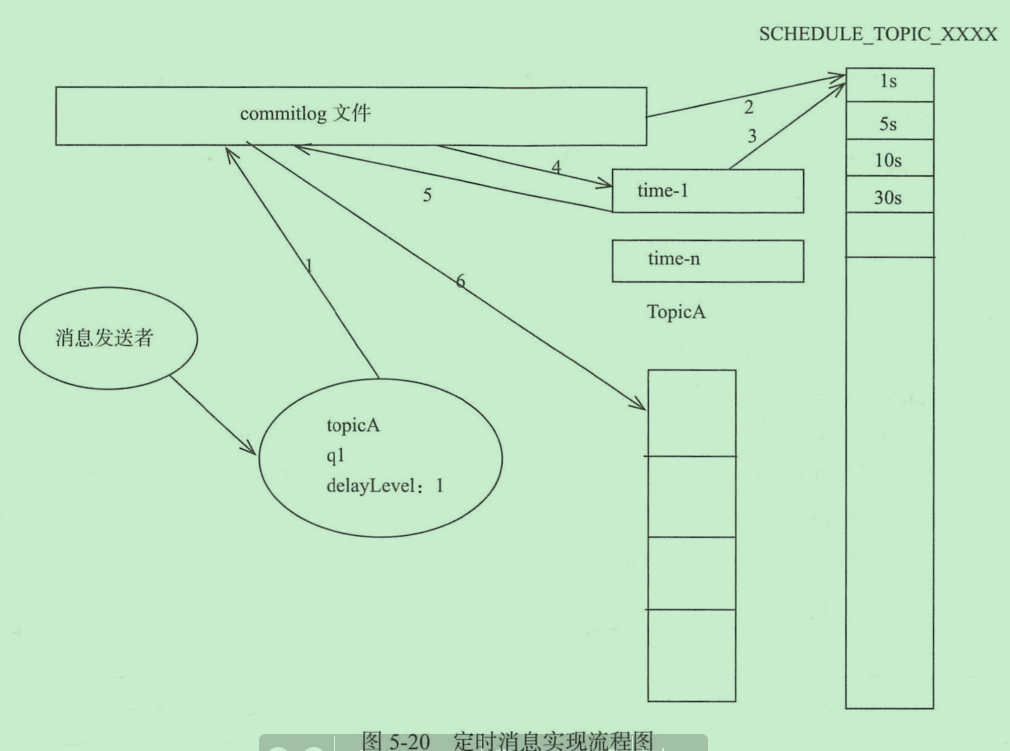 SCHEDULE_TOPIC_XXXX
1s
commitlog 文件
2
5s
3
10s
4
time-1
30s
5
time-n
1
6
TopicA
消息发送者
topicA
q1
delayLevel：1
图 5-20 定时消息实现流程图